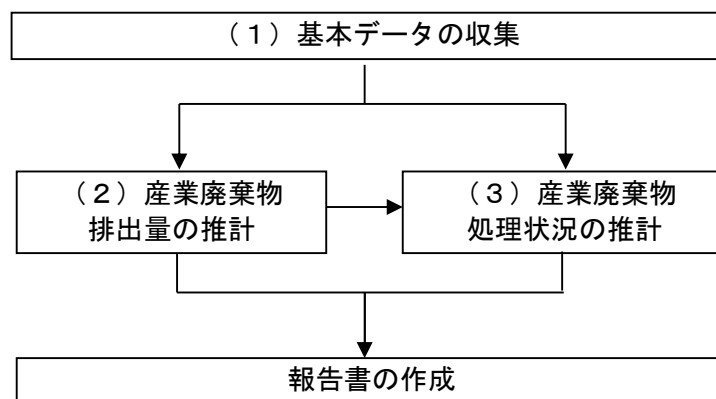 （１）基本データの収集
（２）産業廃棄物
排出量の推計
（３）産業廃棄物
処理状況の推計
報告書の作成